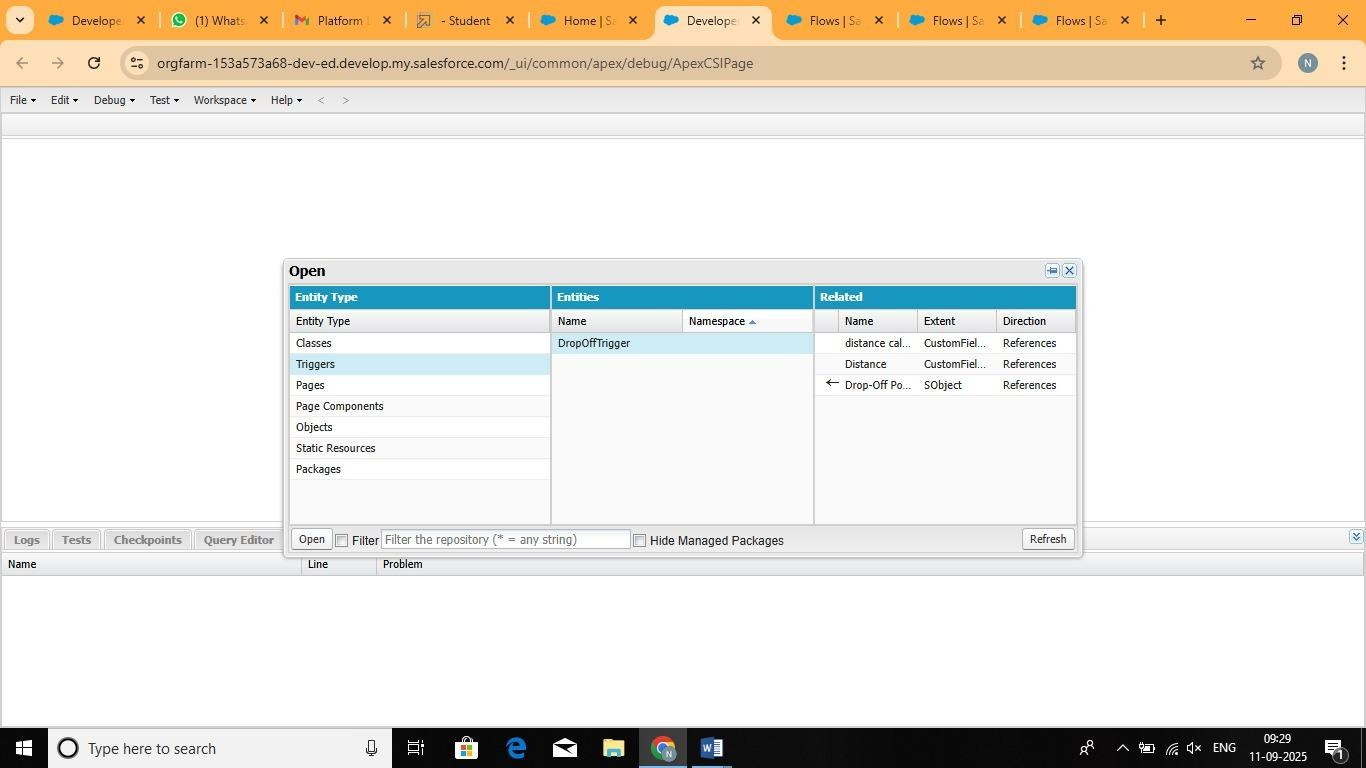 Develope
(1) Whats
Platform
- Student
Home | Sa
Develope
Flows | Sa
Flows | Sa
Flows | Sa
orgfarm-153a573a68-dev-ed.develop.my.salesforce.com/_ui/common/apex/debug/ApexCSIPage
N
File Edit Debug Test Workspace Help < >
Open
Entity Type Entities Related
Entity Type Name Namespace Name Extent Direction
Classes DropOffTrigger distance cal... CustomFiel... References
Triggers Distance CustomFiel... References
Pages Drop-Off Po... SObject References
Page Components
Objects
Static Resources
Packages
Open Filter Filter the repository (* = any string) Hide Managed Packages Refresh
Logs Tests Checkpoints Query Editor
Name Line Problem
Type here to search
N
W
ENG
09:29
11-09-2025
1